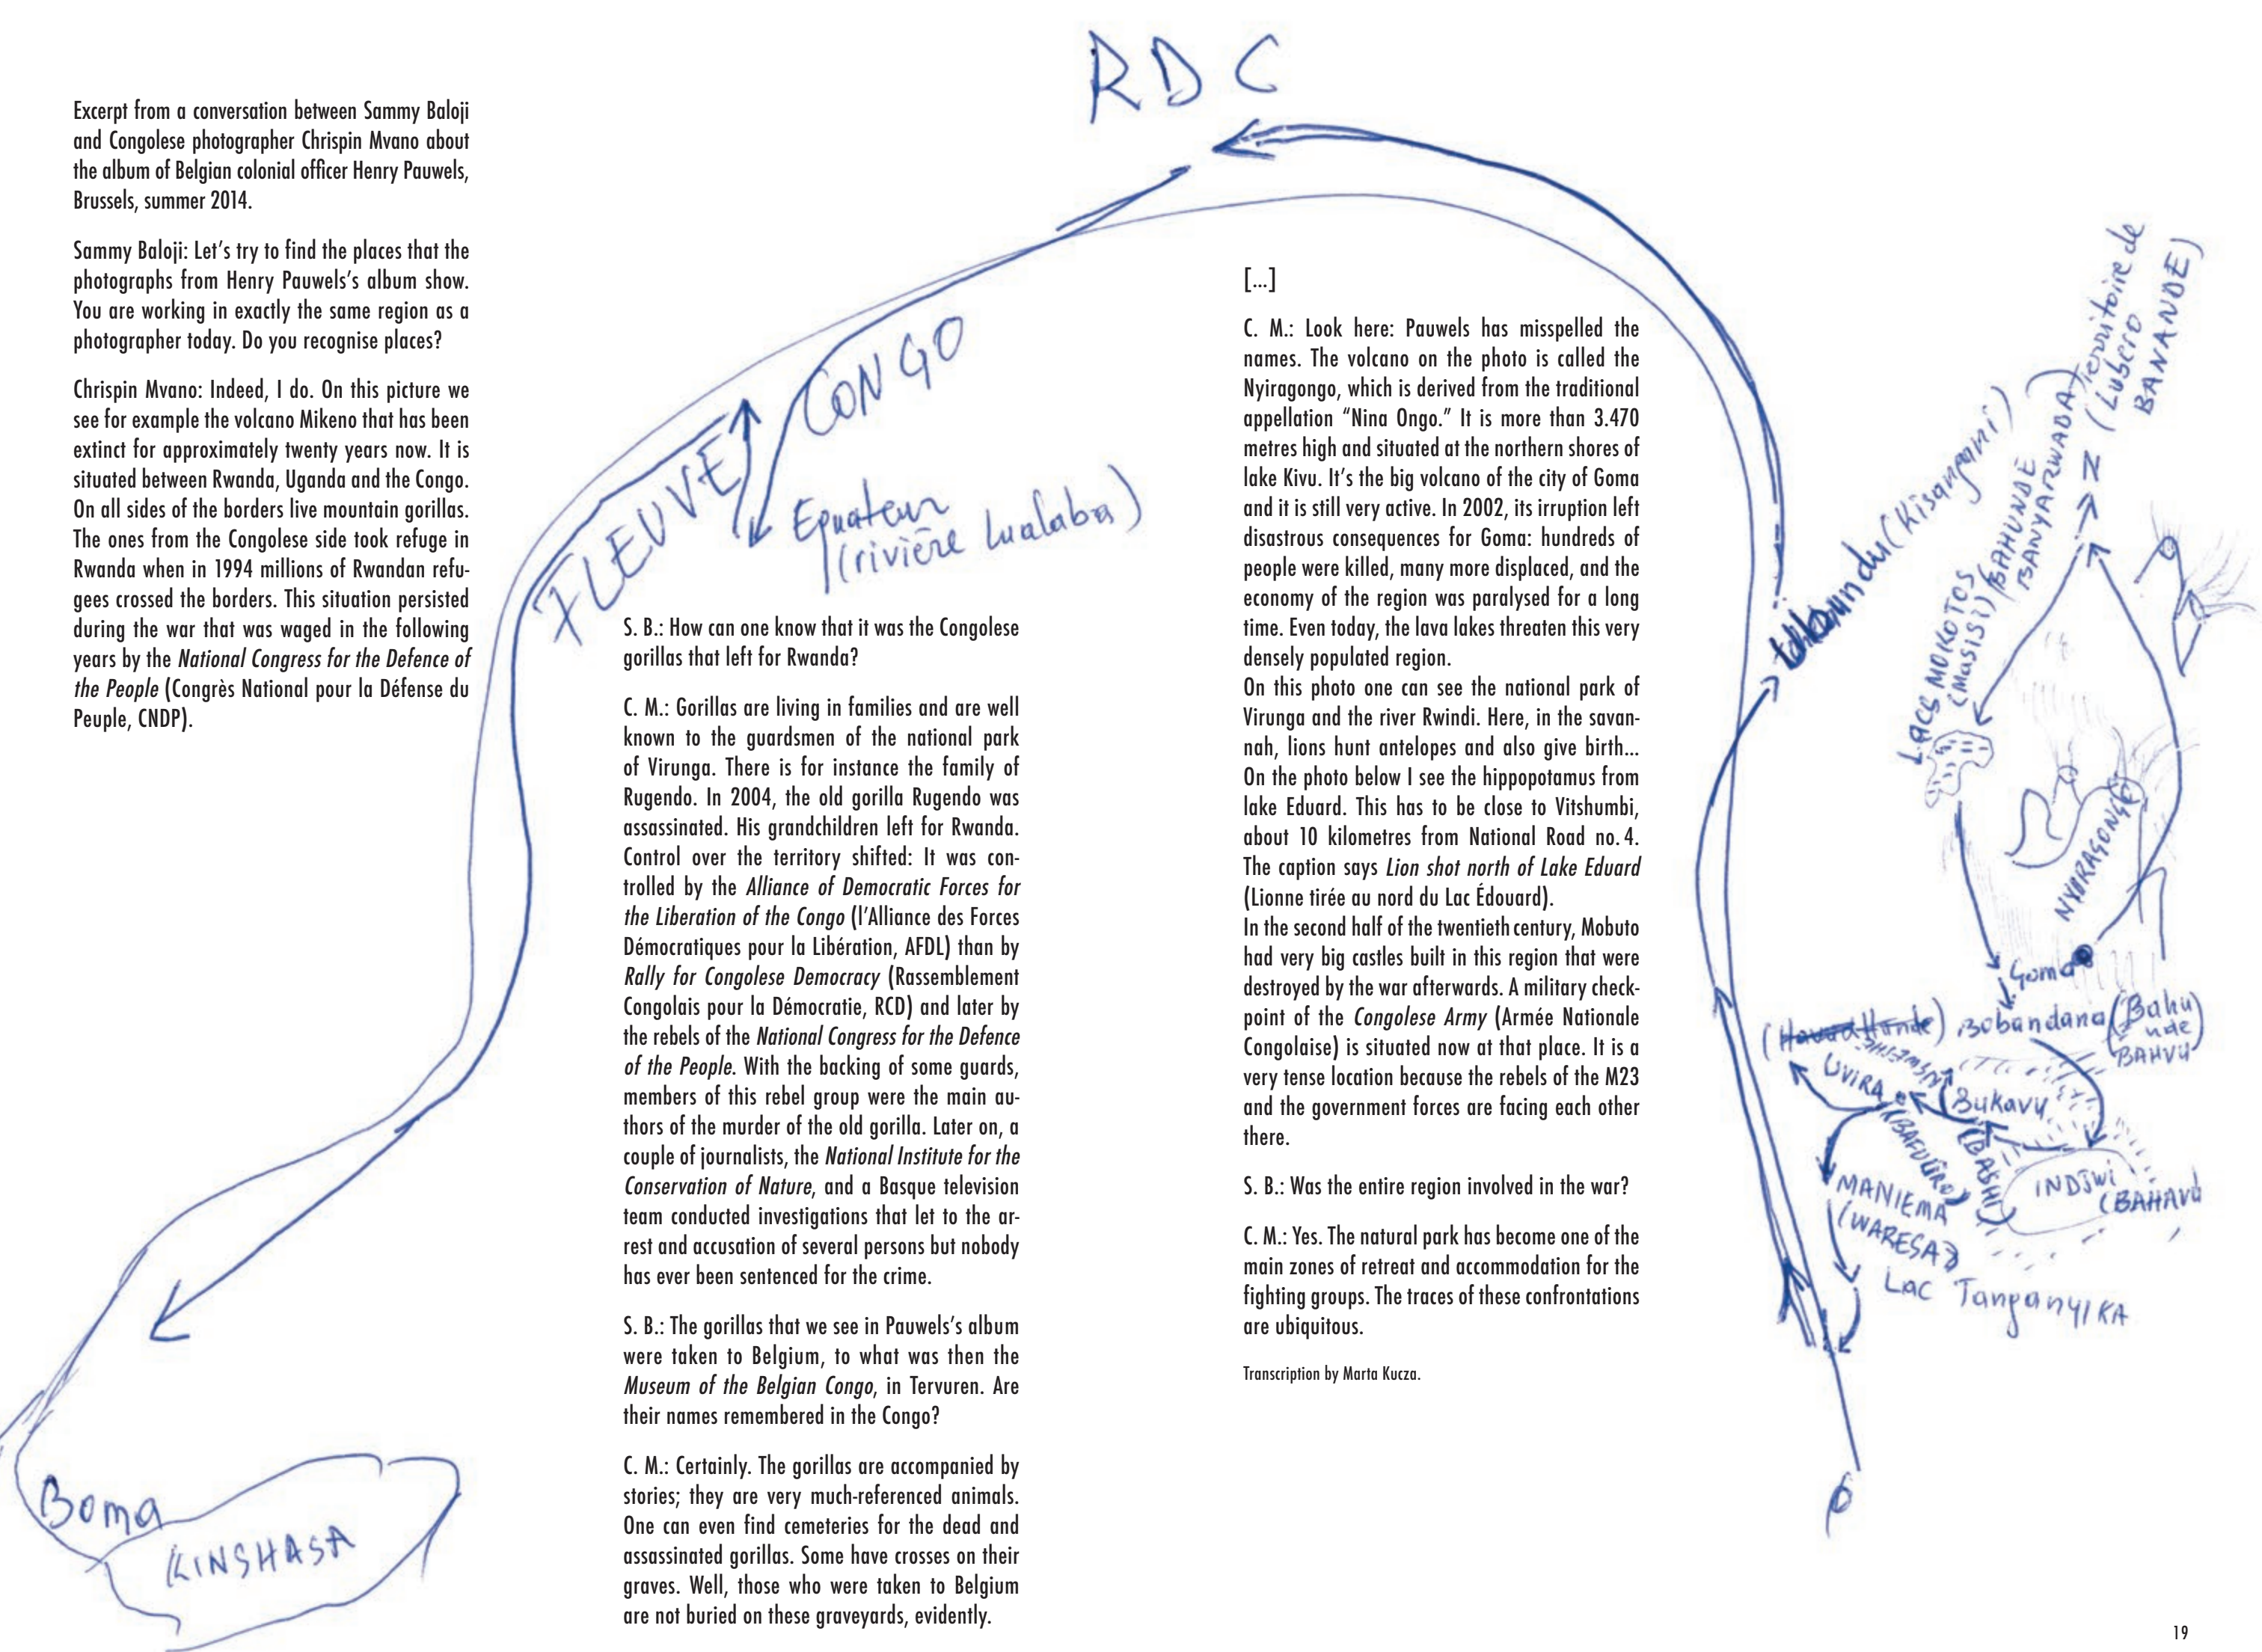 RDC
Excerpt from a conversation between Sammy Baloji
and Congolese photographer Chrispin Mvano about
the album of Belgian colonial officer Henry Pauwels,
Brussels, summer 2014.
Sammy Baloji: Let's try to find the places that the
photographs from Henry Pauwels's album show.
You are working in exactly the same region as a
photographer today. Do you recognise places?
Chrispin Mvano: Indeed, I do. On this picture we
see for example the volcano Mikeno that has been
extinct for approximately twenty years now. It is
situated between Rwanda, Uganda and the Congo.
On all sides of the borders live mountain gorillas.
The ones from the Congolese side took refuge in
Rwanda when in 1994 millions of Rwandan refu-
gees crossed the borders. This situation persisted
during the war that was waged in the following
years by the National Congress for the Defence of
the People (Congrès National pour la Défense du
Peuple, CNDP).
FLEUVE CONGO
Equateur
(rivière Lualaba)
Boma
KINSHASA
S. B.: How can one know that it was the Congolese
gorillas that left for Rwanda?
C. M.: Gorillas are living in families and are well
known to the guardsmen of the national park
of Virunga. There is for instance the family of
Rugendo. In 2004, the old gorilla Rugendo was
assassinated. His grandchildren left for Rwanda.
Control over the territory shifted: It was con-
trolled by the Alliance of Democratic Forces for
the Liberation of the Congo (l'Alliance des Forces
Démocratiques pour la Libération, AFDL) than by
Rally for Congolese Democracy (Rassemblement
Congolais pour la Démocratie, RCD) and later by
the rebels of the National Congress for the Defence
of the People. With the backing of some guards,
members of this rebel group were the main au-
thors of the murder of the old gorilla. Later on, a
couple of journalists, the National Institute for the
Conservation of Nature, and a Basque television
team conducted investigations that let to the ar-
rest and accusation of several persons but nobody
has ever been sentenced for the crime.
S. B.: The gorillas that we see in Pauwels's album
were taken to Belgium, to what was then the
Museum of the Belgian Congo, in Tervuren. Are
their names remembered in the Congo?
C. M.: Certainly. The gorillas are accompanied by
stories; they are very much-referenced animals.
One can even find cemeteries for the dead and
assassinated gorillas. Some have crosses on their
graves. Well, those who were taken to Belgium
are not buried on these graveyards, evidently.
[...]
C. M.: Look here: Pauwels has misspelled the
names. The volcano on the photo is called the
Nyiragongo, which is derived from the traditional
appellation “Nina Ongo.” It is more than 3.470
metres high and situated at the northern shores of
lake Kivu. It's the big volcano of the city of Goma
and it is still very active. In 2002, its irruption left
disastrous consequences for Goma: hundreds of
people were killed, many more displaced, and the
economy of the region was paralysed for a long
time. Even today, the lava lakes threaten this very
densely populated region.
On this photo one can see the national park of
Virunga and the river Rwindi. Here, in the savan-
nah, lions hunt antelopes and also give birth...
On the photo below I see the hippopotamus from
lake Eduard. This has to be close to Vitshumbi,
about 10 kilometres from National Road no. 4.
The caption says Lion shot north of Lake Eduard
(Lionne tirée au nord du Lac Édouard).
In the second half of the twentieth century, Mobuto
had very big castles built in this region that were
destroyed by the war afterwards. A military check-
point of the Congolese Army (Armée Nationale
Congolaise) is situated now at that place. It is a
very tense location because the rebels of the M23
and the government forces are facing each other
there.
S. B.: Was the entire region involved in the war?
C. M.: Yes. The natural park has become one of the
main zones of retreat and accommodation for the
fighting groups. The traces of these confrontations
are ubiquitous.
Transcription by Marta Kucza.
(Kisangani)
Territoire de
(Lubero
BANANDE)
LACS MOKOTOS
(Masisi)
(BAHUNDE
BANYARWANDA)
Goma
Bobandana
(Bahu
nde
BAHVU
UVIRA
Bukavu
(BAFULIRO)
(BASHI)
INDJWI
(BAHAVU
MANIEMA
(WAREGA)
LAC TanganyIKA
19